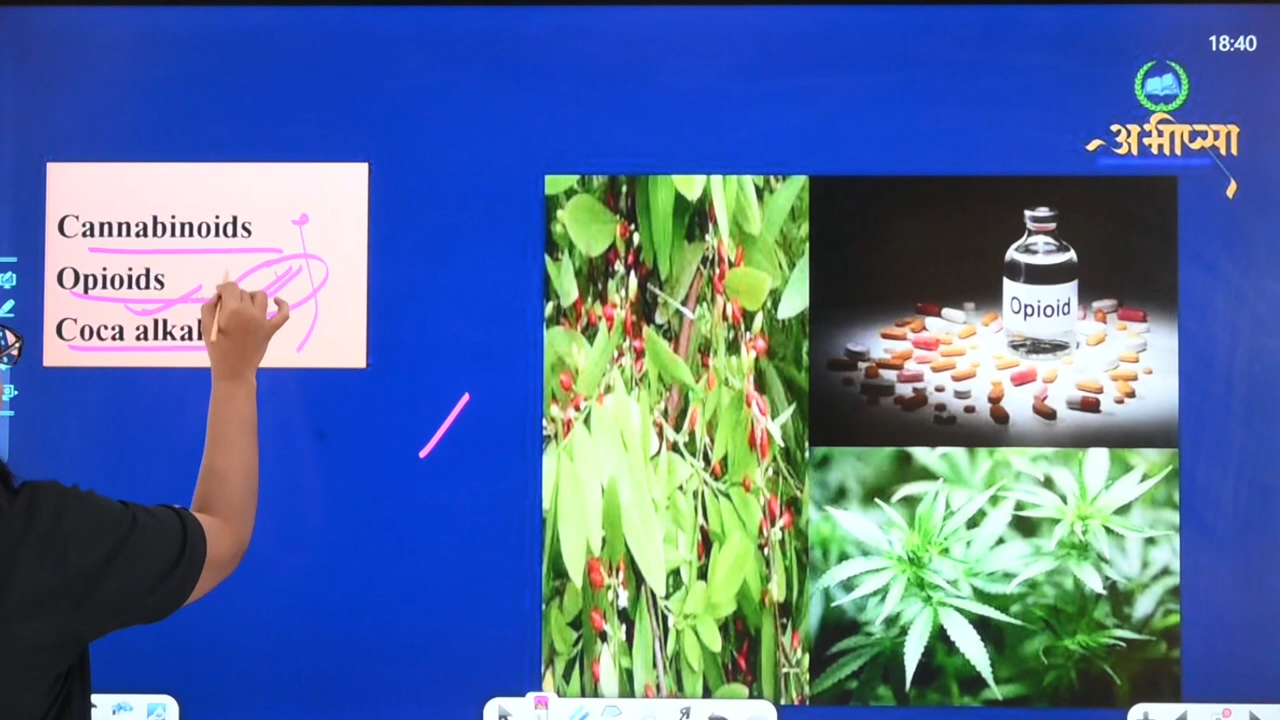 18:40
अभीप्सा
Cannabinoids
Opioids
Coca alkal
Opioid